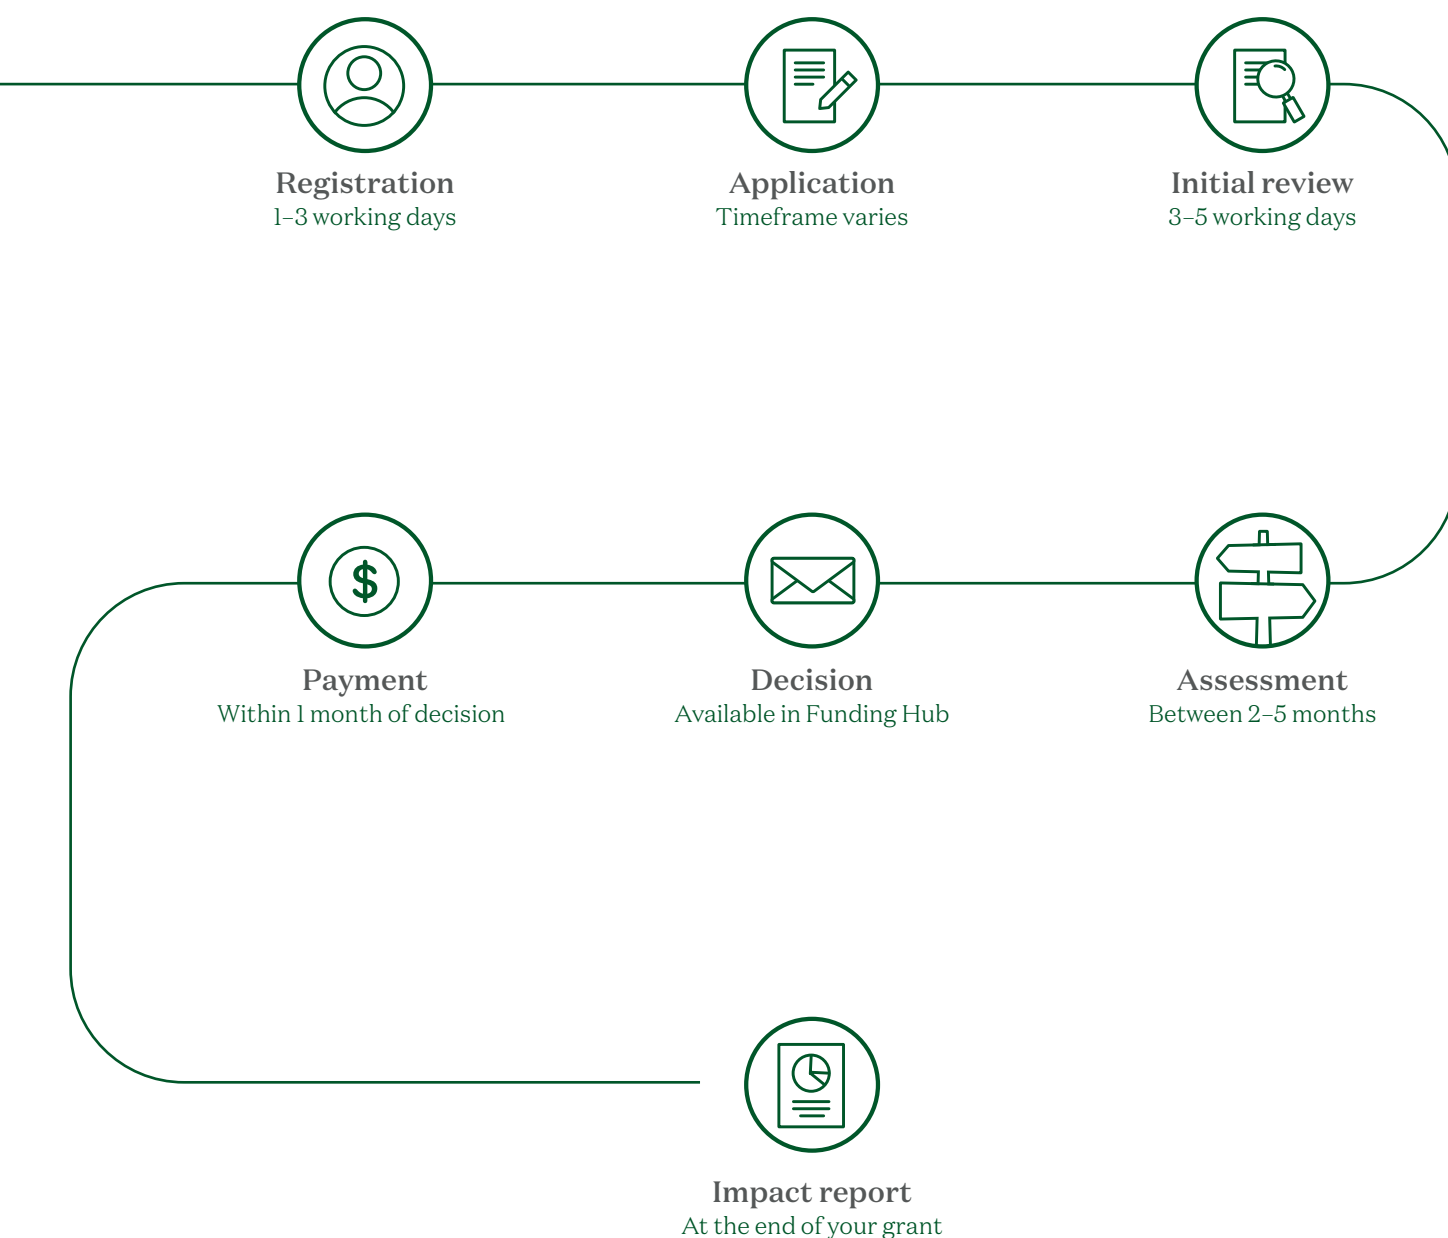 Registration
1–3 working days
Application
Timeframe varies
Initial review
3–5 working days
$
Payment
Within 1 month of decision
Decision
Available in Funding Hub
Assessment
Between 2–5 months
Impact report
At the end of your grant